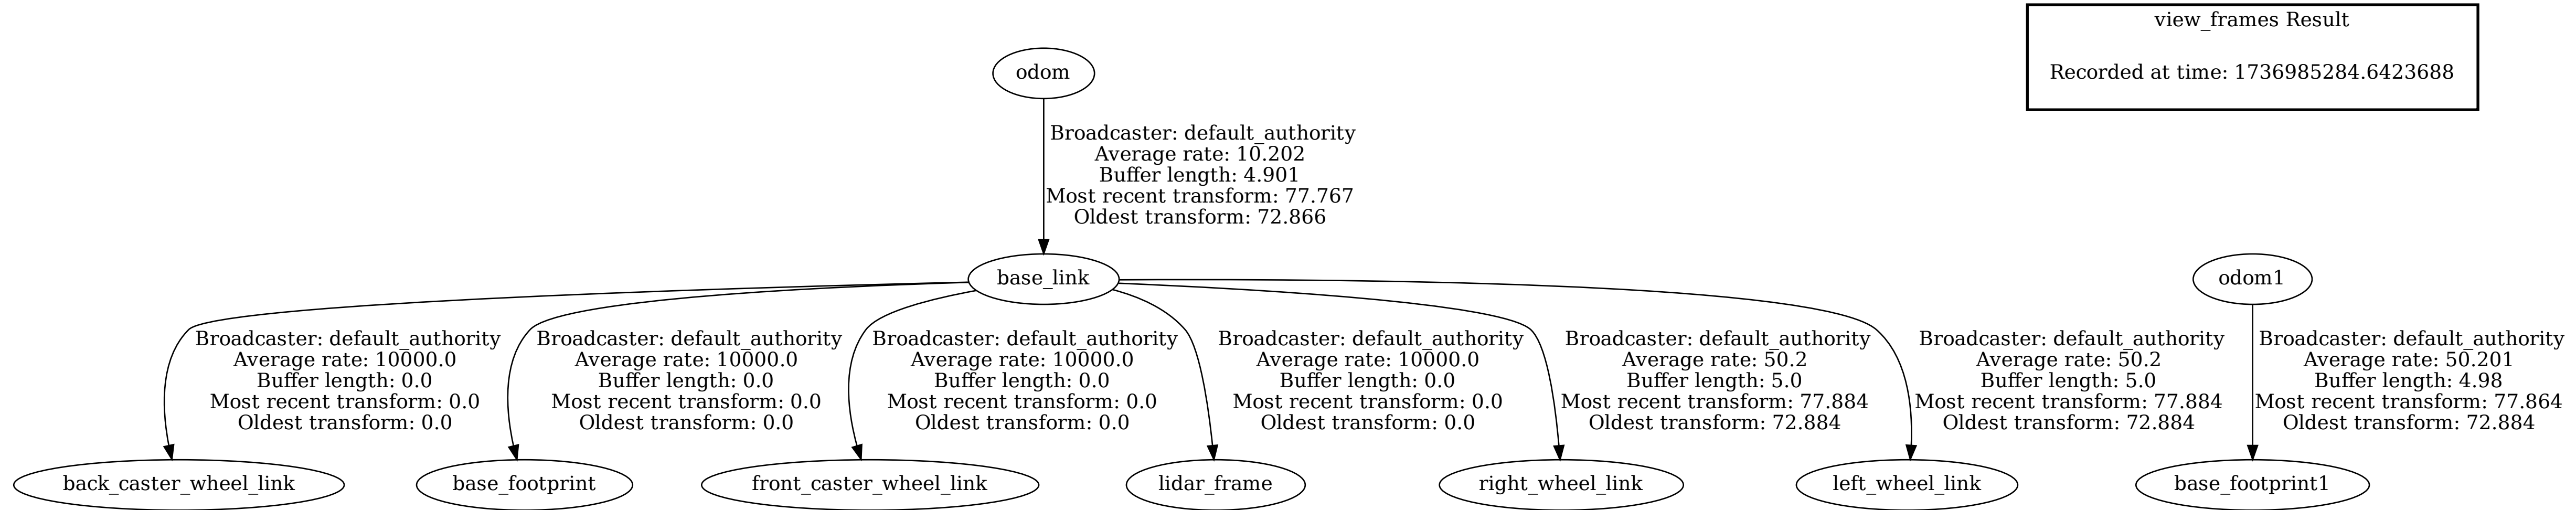 view_frames Result
Recorded at time: 1736985284.6423688
odom
Broadcaster: default_authority
Average rate: 10.202
Buffer length: 4.901
Most recent transform: 77.767
Oldest transform: 72.866
base_link
odom1
Broadcaster: default_authority
Average rate: 10000.0
Buffer length: 0.0
Most recent transform: 0.0
Oldest transform: 0.0
Broadcaster: default_authority
Average rate: 10000.0
Buffer length: 0.0
Most recent transform: 0.0
Oldest transform: 0.0
Broadcaster: default_authority
Average rate: 10000.0
Buffer length: 0.0
Most recent transform: 0.0
Oldest transform: 0.0
Broadcaster: default_authority
Average rate: 10000.0
Buffer length: 0.0
Most recent transform: 0.0
Oldest transform: 0.0
Broadcaster: default_authority
Average rate: 50.2
Buffer length: 5.0
Most recent transform: 77.884
Oldest transform: 72.884
Broadcaster: default_authority
Average rate: 50.2
Buffer length: 5.0
Most recent transform: 77.884
Oldest transform: 72.884
Broadcaster: default_authority
Average rate: 50.201
Buffer length: 4.98
Most recent transform: 77.864
Oldest transform: 72.884
back_caster_wheel_link
base_footprint
front_caster_wheel_link
lidar_frame
right_wheel_link
left_wheel_link
base_footprint1